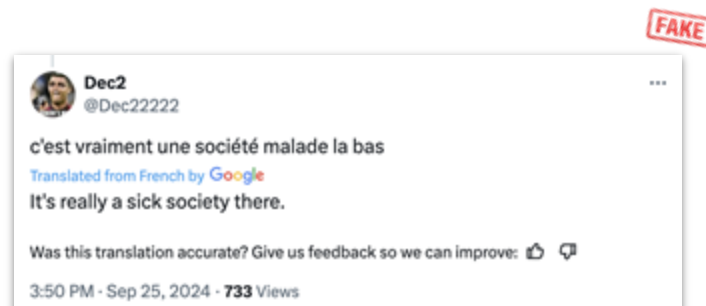 FAKE
Dec2
@Dec22222
c'est vraiment une société malade la bas
Translated from French by Google
It's really a sick society there.
Was this translation accurate? Give us feedback so we can improve:
3:50 PM · Sep 25, 2024 · 733 Views